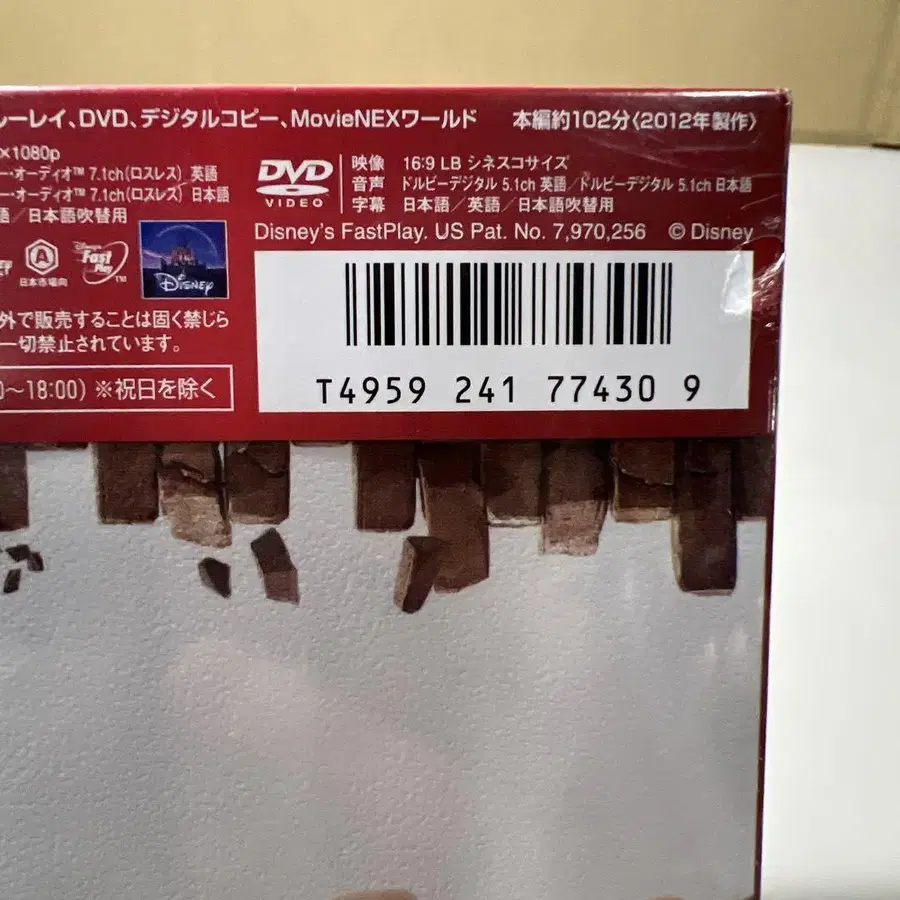 ルーレイ、DVD、デジタルコピー、MovieNEXワールド 本編約102分〈2012年製作〉
×1080p
ー・オーディオ™ 7.1ch(ロスレス) 英語
ー・オーディオ™ 7.1ch(ロスレス) 日本語
語/日本語吹替用
DVD VIDEO
映像 16:9 LB シネスコサイズ
音声 ドルビーデジタル 5.1ch 英語/ドルビーデジタル 5.1ch 日本語
字幕 日本語/英語/日本語吹替用
Disney's FastPlay. US Pat. No. 7,970,256 © Disney
A
日本市場向
Disney's Fast Play™
DISNEY
外で販売することは固く禁じら
一切禁止されています。
0～18:00) ※祝日を除く
T4959 241 77430 9